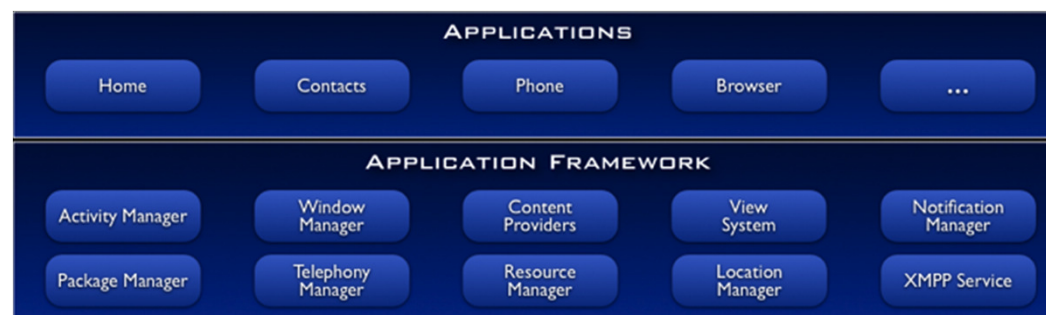 APPLICATIONS
Home
Contacts
Phone
Browser
...
APPLICATION FRAMEWORK
Activity Manager
Window
Manager
Content
Providers
View
System
Notification
Manager
Package Manager
Telephony
Manager
Resource
Manager
Location
Manager
XMPP Service